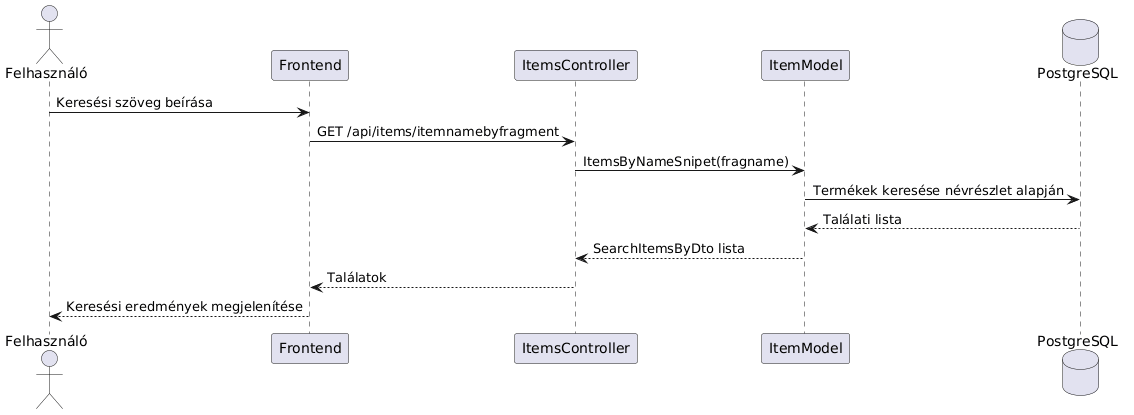 Felhasználó
Frontend
ItemsController
ItemModel
PostgreSQL
Keresési szöveg beírása
GET /api/items/itemnamebyfragment
ItemsByNameSnipet(fragname)
Termékek keresése névrészlet alapján
Találati lista
SearchItemsByDto lista
Találatok
Keresési eredmények megjelenítése
Felhasználó
Frontend
ItemsController
ItemModel
PostgreSQL